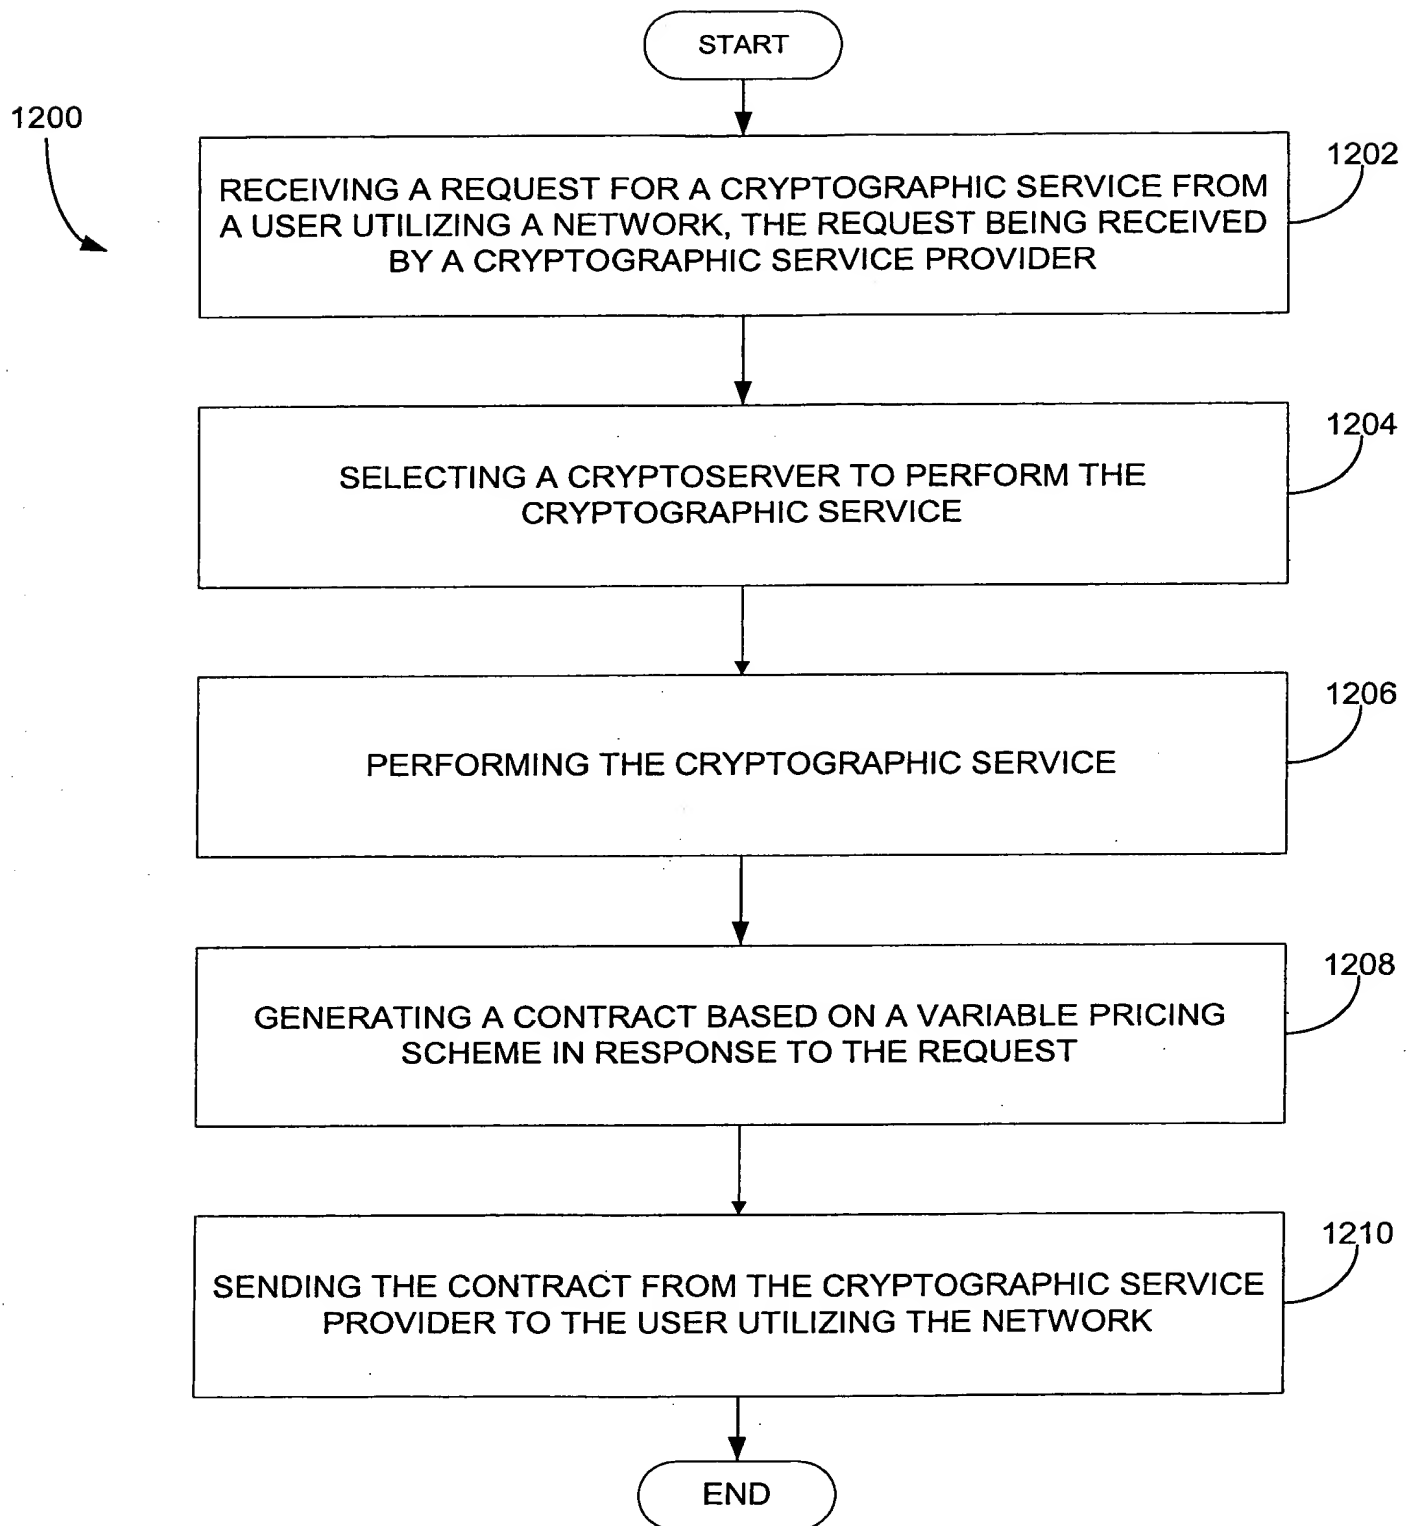 START
1200
1202
RECEIVING A REQUEST FOR A CRYPTOGRAPHIC SERVICE FROM
A USER UTILIZING A NETWORK, THE REQUEST BEING RECEIVED
BY A CRYPTOGRAPHIC SERVICE PROVIDER
1204
SELECTING A CRYPTOSERVER TO PERFORM THE
CRYPTOGRAPHIC SERVICE
1206
PERFORMING THE CRYPTOGRAPHIC SERVICE
1208
GENERATING A CONTRACT BASED ON A VARIABLE PRICING
SCHEME IN RESPONSE TO THE REQUEST
1210
SENDING THE CONTRACT FROM THE CRYPTOGRAPHIC SERVICE
PROVIDER TO THE USER UTILIZING THE NETWORK
END